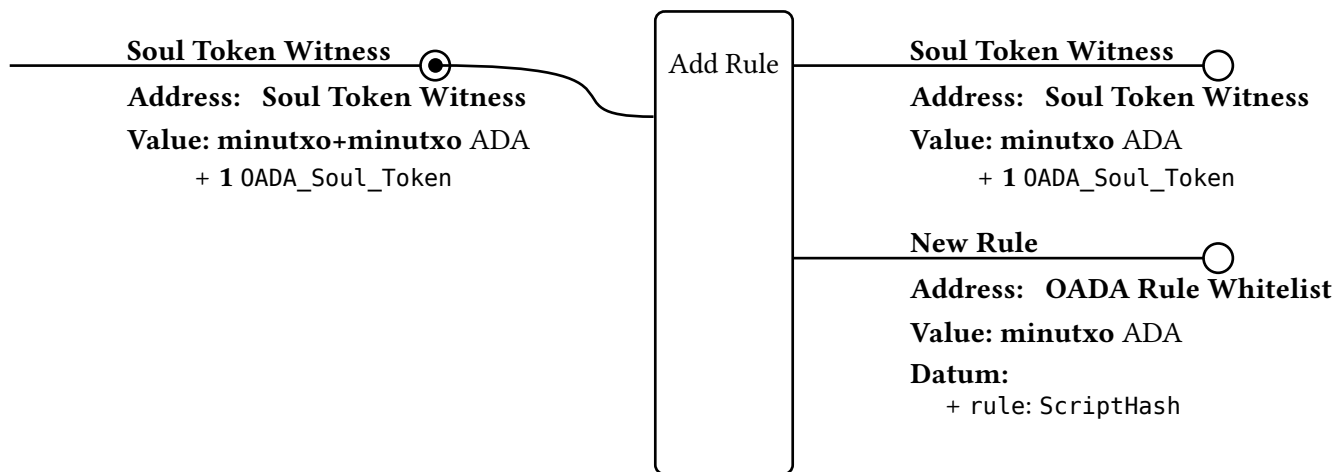 Soul Token Witness
Address: Soul Token Witness
Value: minutxo+minutxo ADA
+ 1 OADA_Soul_Token
Add Rule
Soul Token Witness
Address: Soul Token Witness
Value: minutxo ADA
+ 1 OADA_Soul_Token
New Rule
Address: OADA Rule Whitelist
Value: minutxo ADA
Datum:
+ rule: ScriptHash